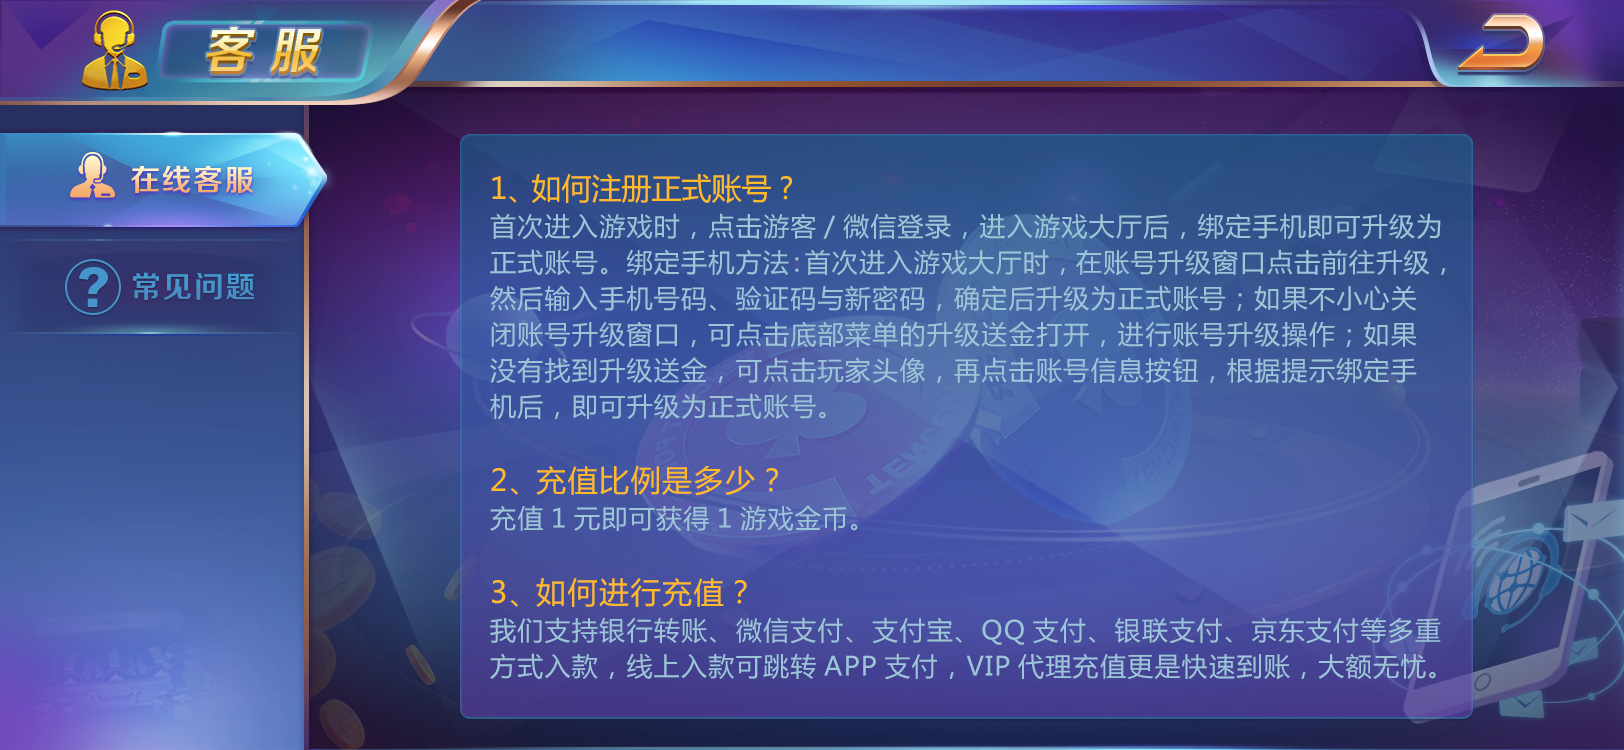 客服
在线客服
常见问题
1、如何注册正式账号？
首次进入游戏时，点击游客/微信登录，进入游戏大厅后，绑定手机即可升级为
正式账号。绑定手机方法:首次进入游戏大厅时，在账号升级窗口点击前往升级，
然后输入手机号码、验证码与新密码，确定后升级为正式账号；如果不小心关
闭账号升级窗口，可点击底部菜单的升级送金打开，进行账号升级操作；如果
没有找到升级送金，可点击玩家头像，再点击账号信息按钮，根据提示绑定手
机后，即可升级为正式账号。
2、充值比例是多少？
充值1元即可获得1游戏金币。
3、如何进行充值？
我们支持银行转账、微信支付、支付宝、QQ支付、银联支付、京东支付等多重
方式入款，线上入款可跳转APP支付，VIP代理充值更是快速到账，大额无忧。